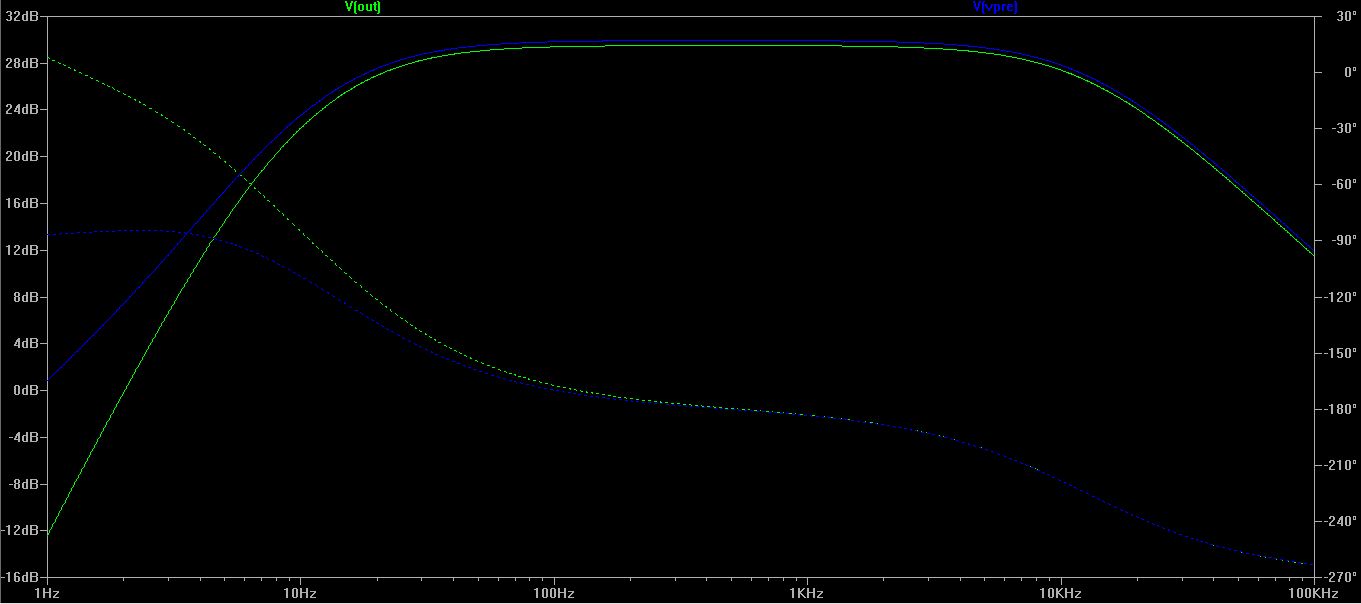 V(out) V(vpre)
32dB 30°
28dB 0°
24dB -30°
20dB
16dB -60°
12dB -90°
8dB -120°
4dB -150°
0dB
-4dB -180°
-8dB -210°
-12dB -240°
-16dB -270°
1Hz 10Hz 100Hz 1KHz 10KHz 100KHz